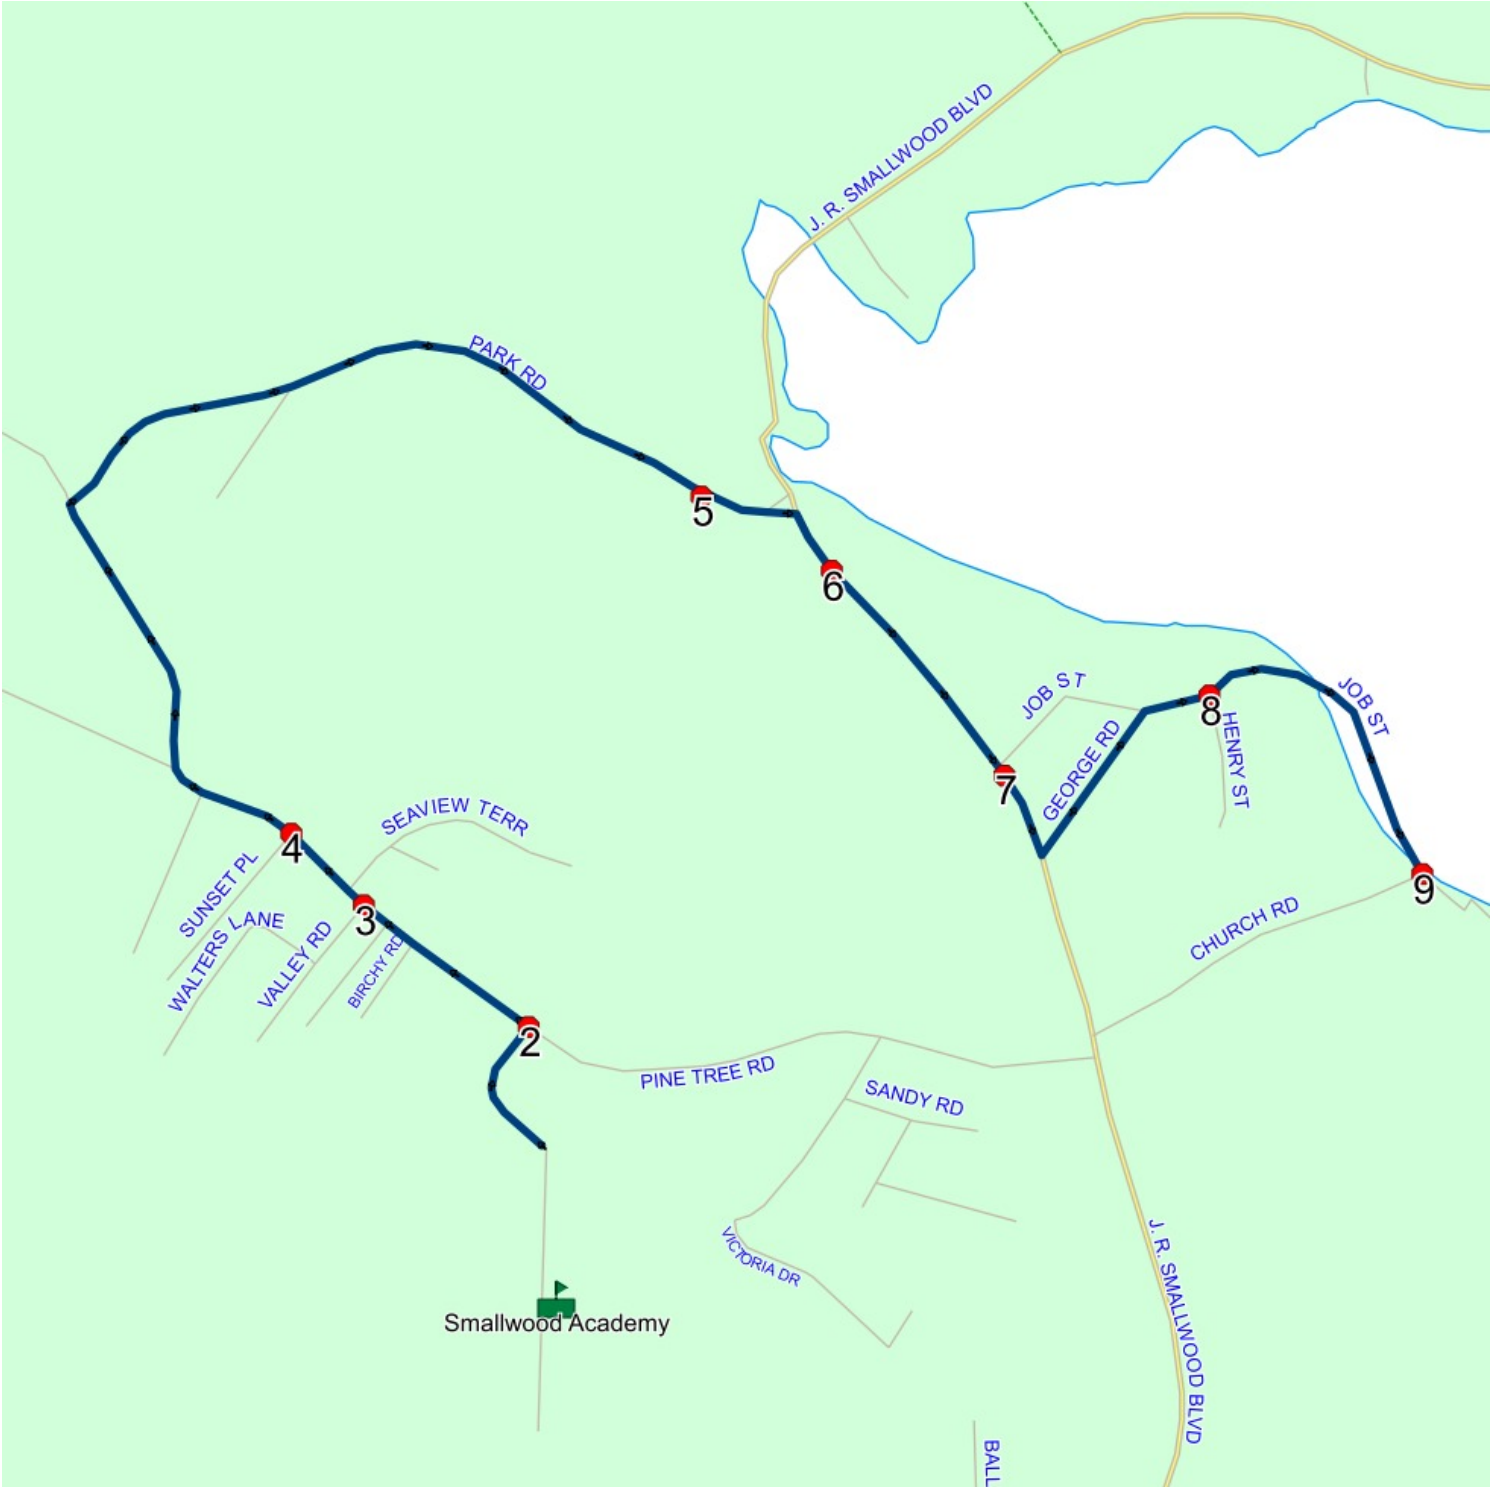 J. R. SMALLWOOD BLVD
PARK RD
5
6
JOB ST
JOB ST
8
7
GEORGE RD
HENRY ST
SEAVIEW TERR
4
SUNSET PL
3
9
WALTERS LANE
VALLEY RD
BIRCHY RD
CHURCH RD
2
PINE TREE RD
SANDY RD
VICTORIA DR
J. R. SMALLWOOD BLVD
Smallwood Academy
BALL